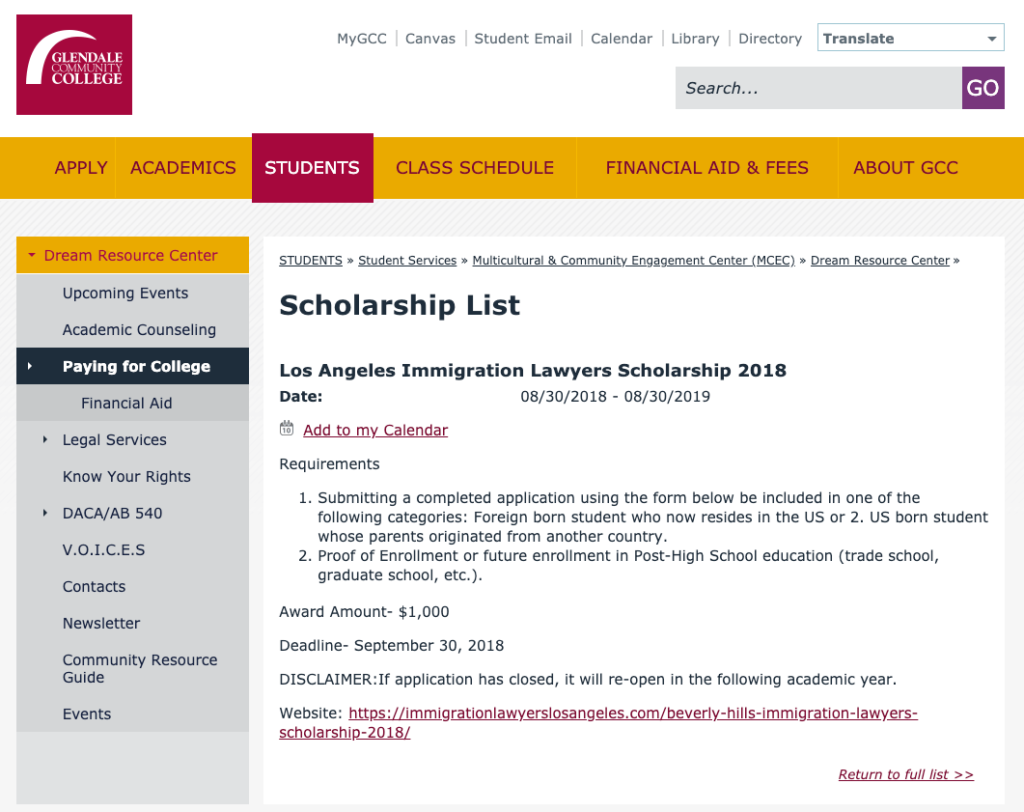 GLENDALE
COMMUNITY
COLLEGE
MyGCC | Canvas | Student Email | Calendar | Library | Directory
Translate
Search...
GO
APPLY
ACADEMICS
STUDENTS
CLASS SCHEDULE
FINANCIAL AID & FEES
ABOUT GCC
Dream Resource Center
Upcoming Events
Academic Counseling
Paying for College
Financial Aid
Legal Services
Know Your Rights
DACA/AB 540
V.O.I.C.E.S
Contacts
Newsletter
Community Resource
Guide
Events
STUDENTS » Student Services » Multicultural & Community Engagement Center (MCEC) » Dream Resource Center »
Scholarship List
Los Angeles Immigration Lawyers Scholarship 2018
Date: 08/30/2018 - 08/30/2019
10
Add to my Calendar
Requirements
1. Submitting a completed application using the form below be included in one of the
following categories: Foreign born student who now resides in the US or 2. US born student
whose parents originated from another country.
2. Proof of Enrollment or future enrollment in Post-High School education (trade school,
graduate school, etc.).
Award Amount- $1,000
Deadline- September 30, 2018
DISCLAIMER:If application has closed, it will re-open in the following academic year.
Website: https://immigrationlawyerslosangeles.com/beverly-hills-immigration-lawyers-
scholarship-2018/
Return to full list >>